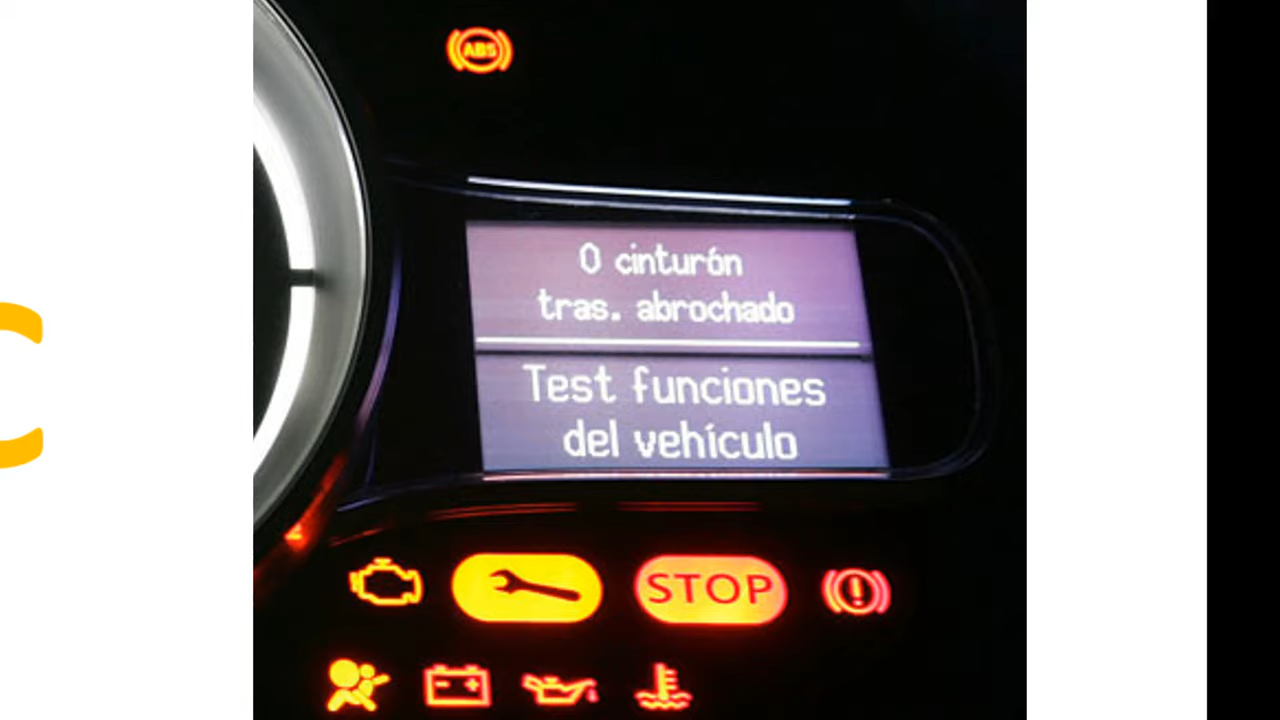 ABS
0 cinturón
tras. abrochado
Test funciones
del vehículo
STOP